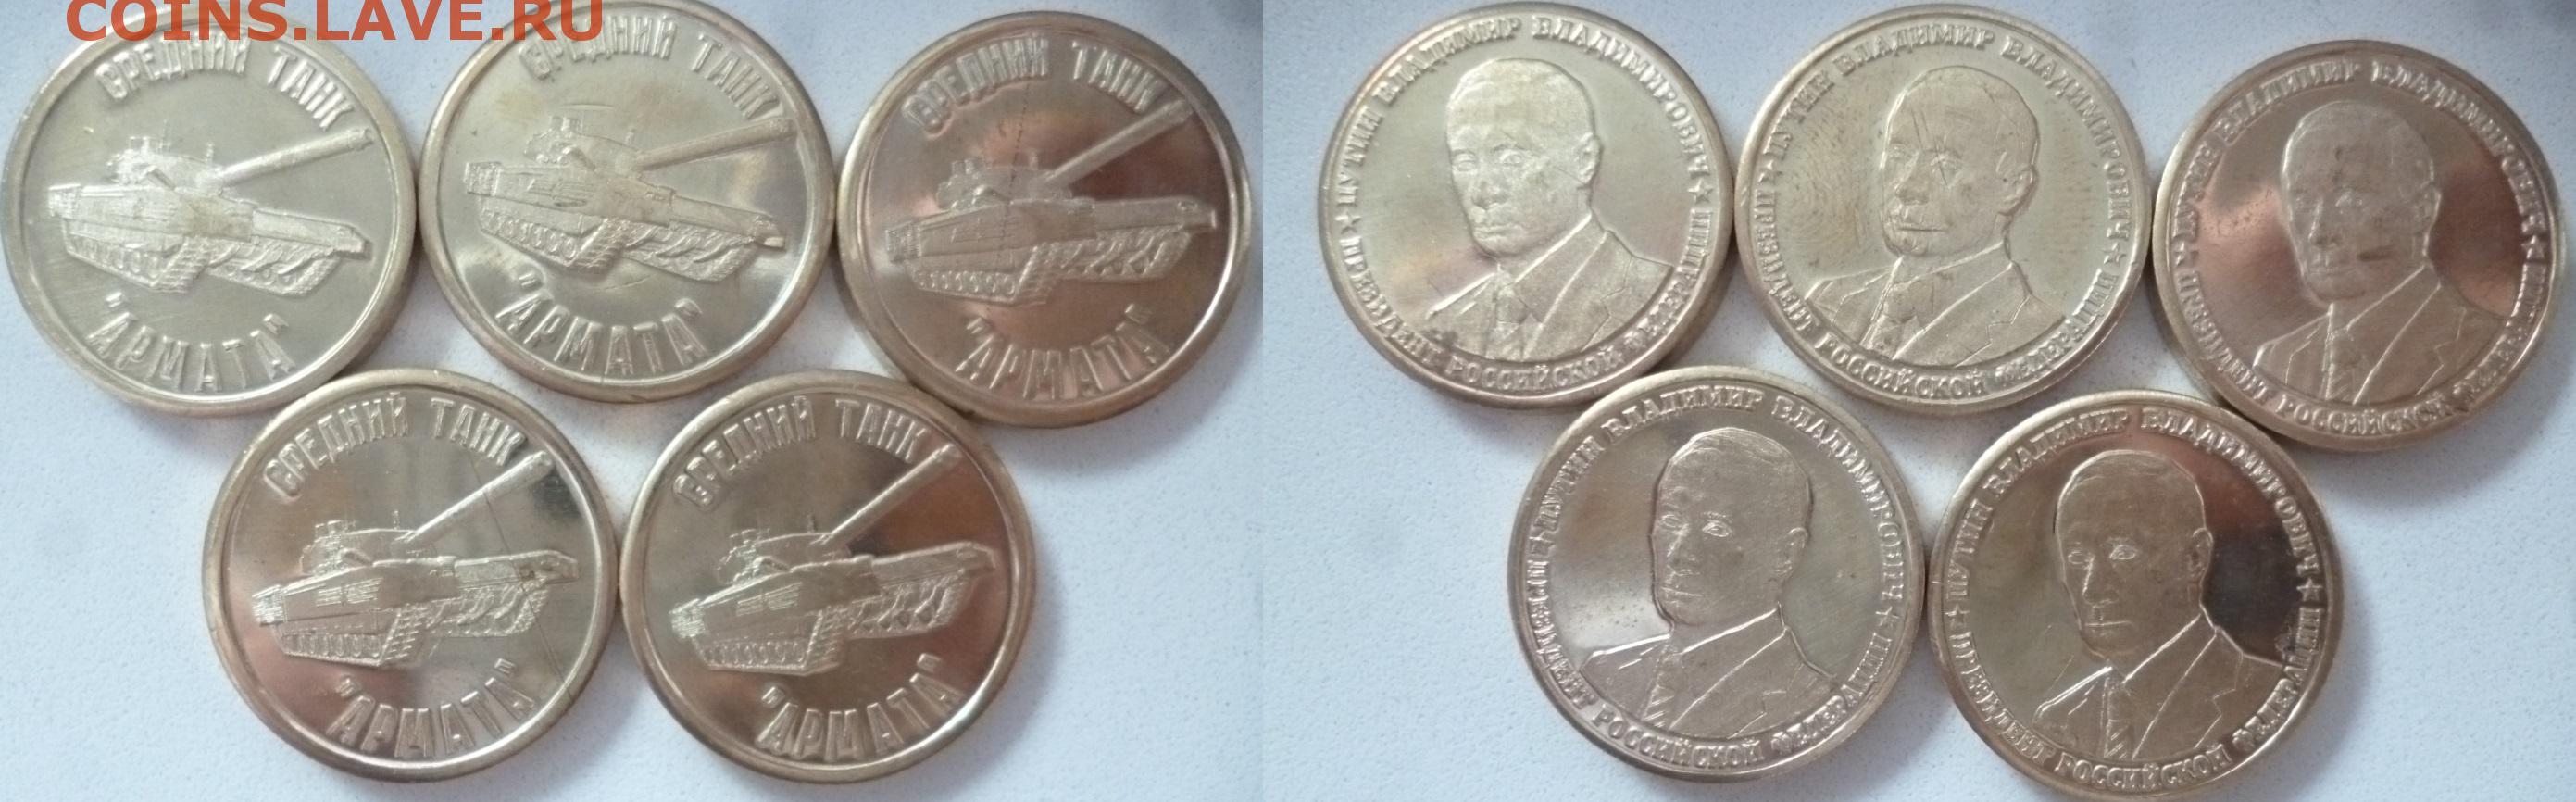 COINS.LAVE.RU
СРЕДНИЙ ТАНК
"АРМАТА"
СРЕДНИЙ ТАНК
"АРМАТА"
СРЕДНИЙ ТАНК
"АРМАТА"
СРЕДНИЙ ТАНК
"АРМАТА"
СРЕДНИЙ ТАНК
"АРМАТА"
ПУТИН ВЛАДИМИР ВЛАДИМИРОВИЧ
ПРЕЗИДЕНТ РОССИЙСКОЙ ФЕДЕРАЦИИ
ПУТИН ВЛАДИМИР ВЛАДИМИРОВИЧ
ПРЕЗИДЕНТ РОССИЙСКОЙ ФЕДЕРАЦИИ
ПУТИН ВЛАДИМИР ВЛАДИМИРОВИЧ
ПРЕЗИДЕНТ РОССИЙСКОЙ ФЕДЕРАЦИИ
ПУТИН ВЛАДИМИР ВЛАДИМИРОВИЧ
ПРЕЗИДЕНТ РОССИЙСКОЙ ФЕДЕРАЦИИ
ПУТИН ВЛАДИМИР ВЛАДИМИРОВИЧ
ПРЕЗИДЕНТ РОССИЙСКОЙ ФЕДЕРАЦИИ